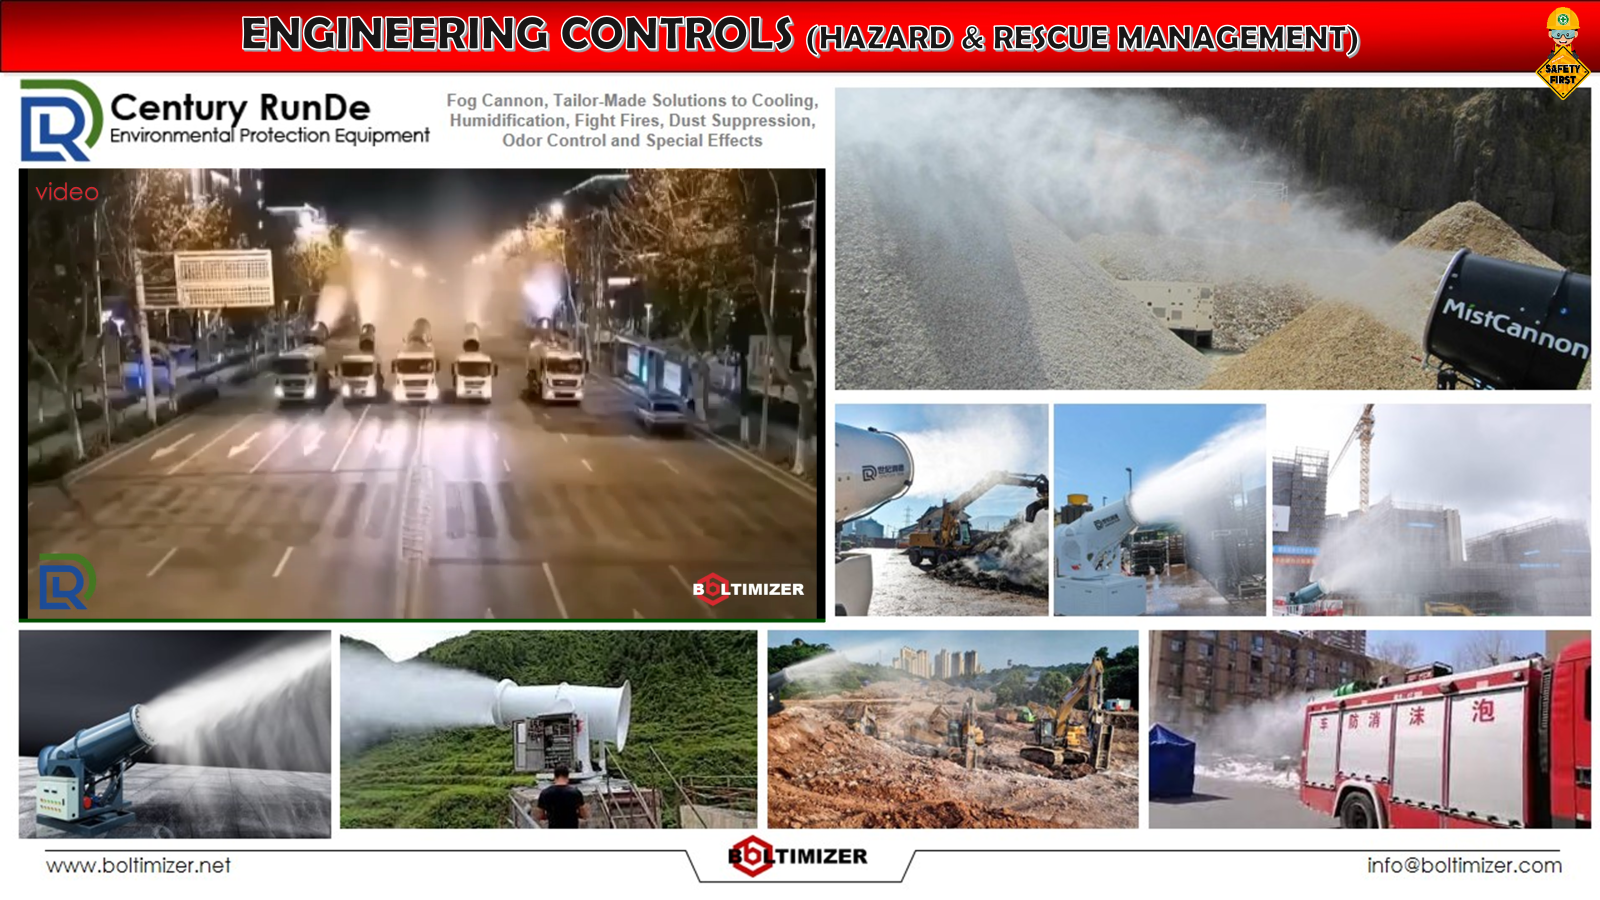 ENGINEERING CONTROLS (HAZARD & RESCUE MANAGEMENT)
SAFETY
FIRST
Century RunDe
Environmental Protection Equipment
Fog Cannon, Tailor-Made Solutions to Cooling,
Humidification, Fight Fires, Dust Suppression,
Odor Control and Special Effects
video
BOLTIMIZER
MistCannon
车防消沫泡
BOLTIMIZER
www.boltimizer.net
info@boltimizer.com